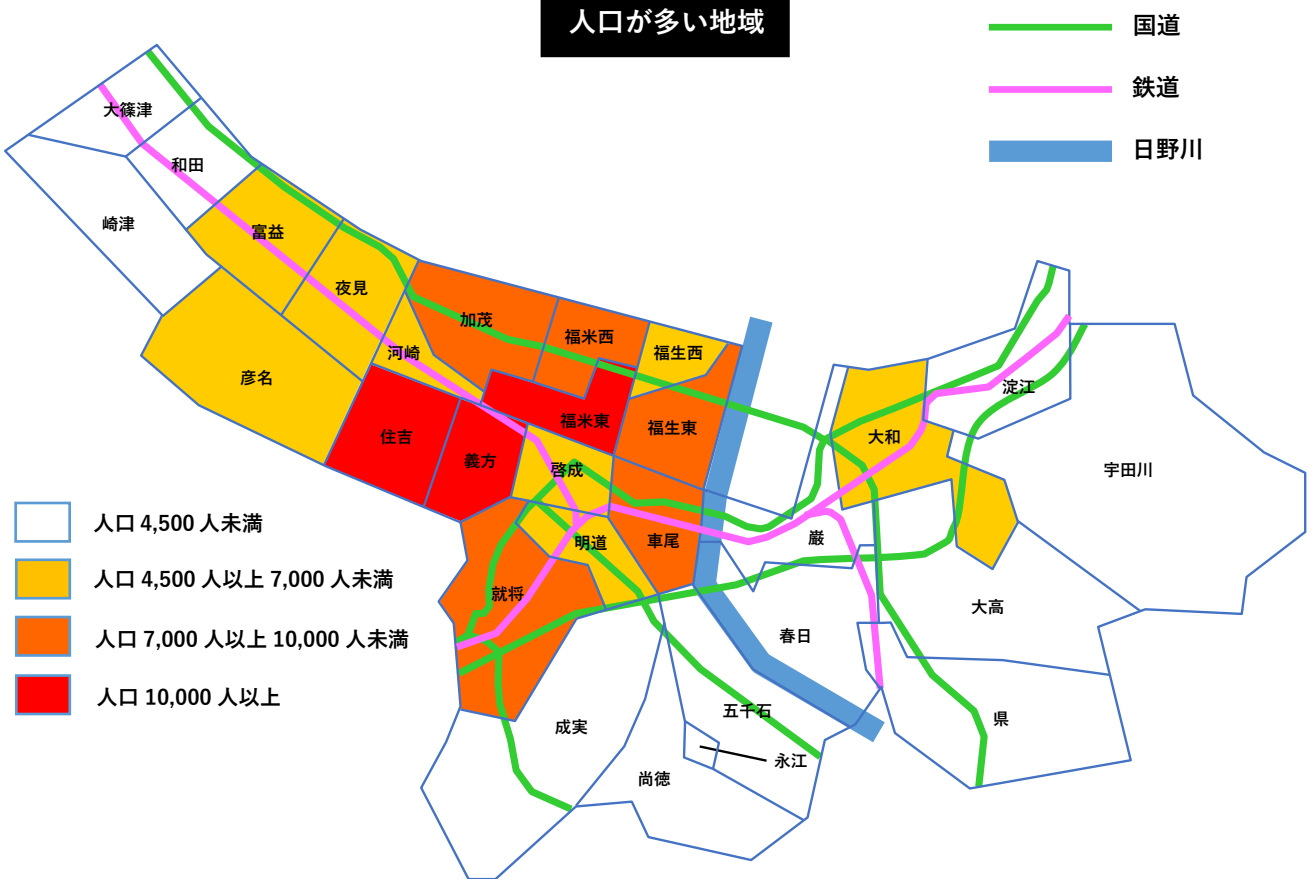 人口が多い地域
国道
鉄道
日野川
大篠津
和田
崎津
富益
夜見
加茂
福米西
福生西
河崎
彦名
淀江
住吉
福米東
福生東
大和
義方
啓成
宇田川
明道
車尾
巌
就将
大高
春日
五千石
県
成実
永江
尚徳
人口 4,500 人未満
人口 4,500 人以上 7,000 人未満
人口 7,000 人以上 10,000 人未満
人口 10,000 人以上